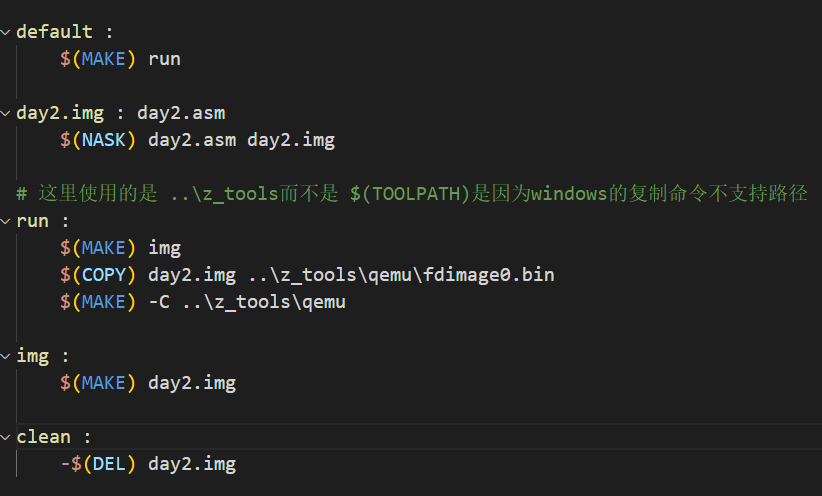 default :
$(MAKE) run
day2.img : day2.asm
$(NASK) day2.asm day2.img
# 这里使用的是 ..\z_tools而不是 $(TOOLPATH)是因为windows的复制命令不支持路径
run :
$(MAKE) img
$(COPY) day2.img ..\z_tools\qemu\fdimage0.bin
$(MAKE) -C ..\z_tools\qemu
img :
$(MAKE) day2.img
clean :
-$(DEL) day2.img